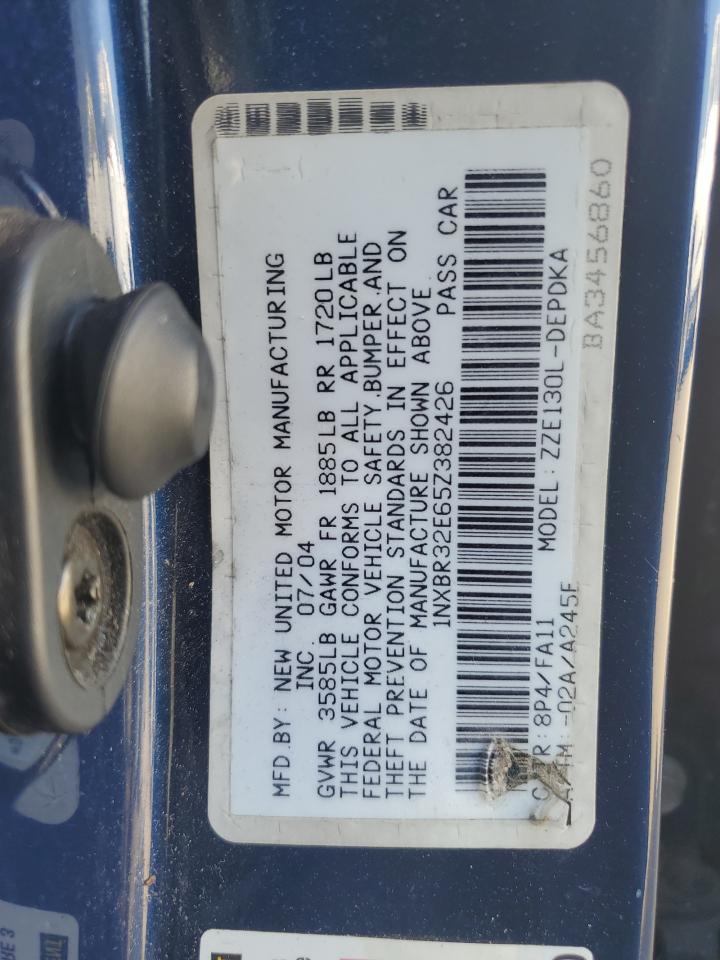 MFD.BY: NEW UNITED MOTOR MANUFACTURING
INC 07/04
GVWR 3585LB GAWR FR 1885LB RR 1720LB
THIS VEHICLE CONFORMS TO ALL APPLICABLE
FEDERAL MOTOR VEHICLE SAFETY.BUMPER.AND
THEFT PREVENTION STANDARDS IN EFFECT ON
THE DATE OF MANUFACTURE SHOWN ABOVE
1NXBR32E65Z382426 PASS CAR
:8P4/FA11 MODEL:ZZE130L-DEPDKA
-02A/A245E
BA3456860